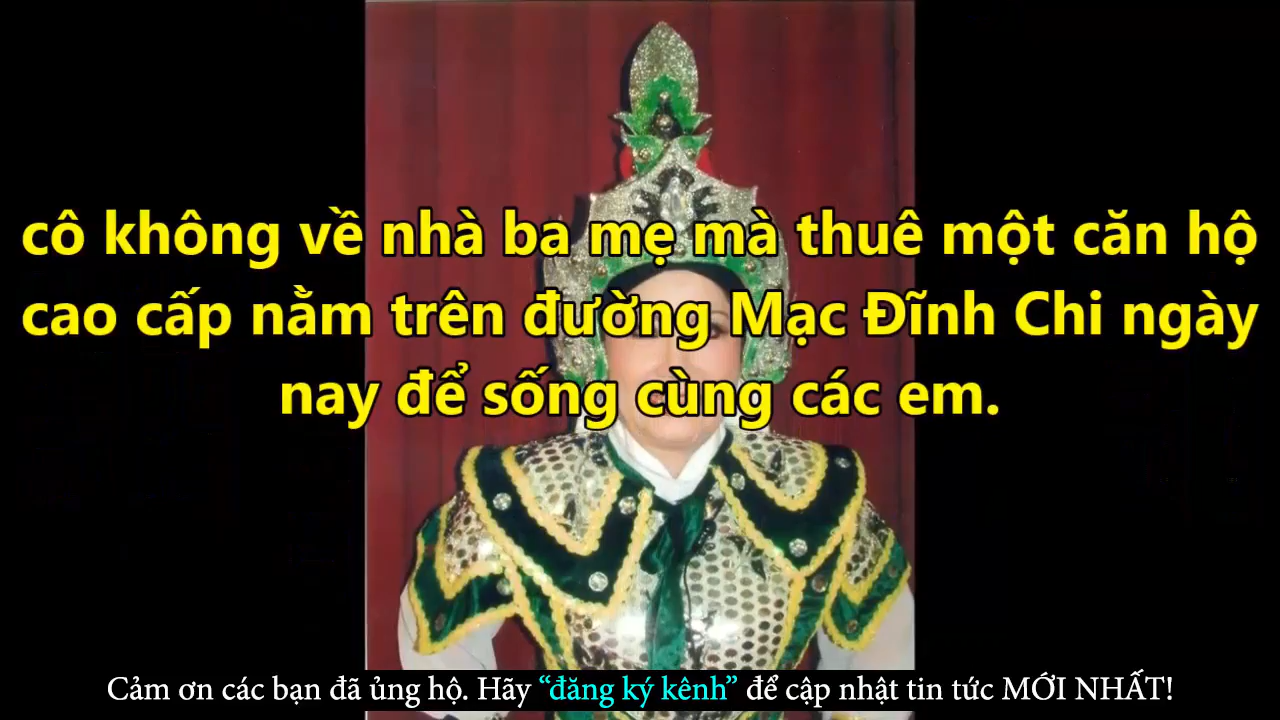 cô không về nhà ba mẹ mà thuê một căn hộ
cao cấp nằm trên đường Mạc Đĩnh Chi ngày
nay để sống cùng các em.
Cảm ơn các bạn đã ủng hộ. Hãy “đăng ký kênh” để cập nhật tin tức MỚI NHẤT!